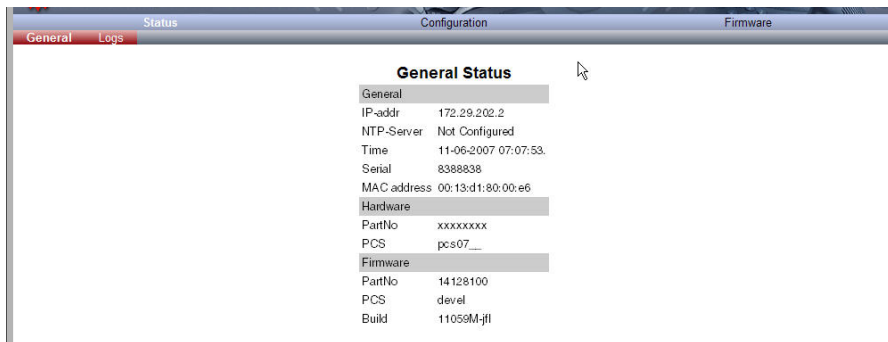 Status Configuration Firmware
General Logs
General Status
General
IP-addr 172.29.202.2
NTP-Server Not Configured
Time 11-06-2007 07:07:53.
Serial 8388838
MAC address 00:13:d1:80:00:e6
Hardware
PartNo xxxxxxxx
PCS pcs07__
Firmware
PartNo 14128100
PCS devel
Build 11059M-jfl